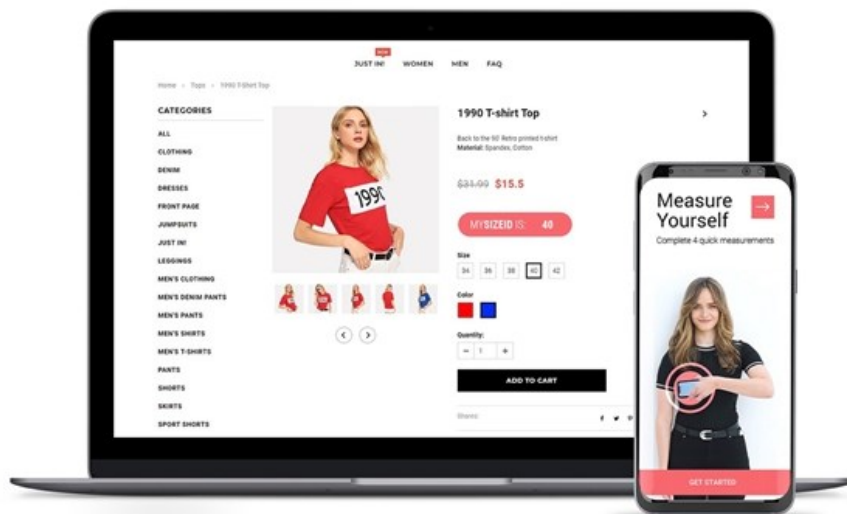 NEW
JUST IN!
WOMEN
MEN
FAQ
Home > Tops > 1990 T-Shirt Top
CATEGORIES
ALL
CLOTHING
DENIM
DRESSES
FRONT PAGE
JUMPSUITS
JUST IN!
LEGGINGS
MEN'S CLOTHING
MEN'S DENIM PANTS
MEN'S PANTS
MEN'S SHIRTS
MEN'S T-SHIRTS
PANTS
SHORTS
SKIRTS
SPORT SHORTS
1990
1990 T-shirt Top
Back to the 90' Retro printed t-shirt
Material: Spandex, Cotton
$31.99 $15.5
MYSIZEID IS: 40
Size
34 36 38 40 42
Color
Quantity:
− 1 +
ADD TO CART
Shares:
Measure
Yourself
Complete 4 quick measurements
GET STARTED